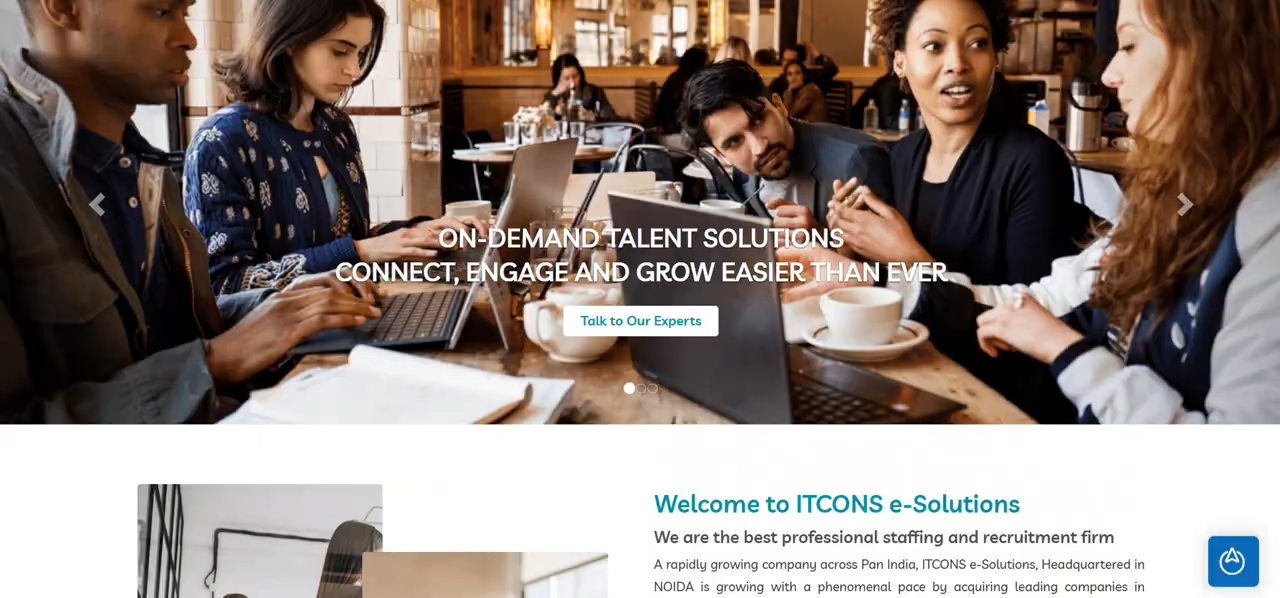 ON-DEMAND TALENT SOLUTIONS
CONNECT, ENGAGE AND GROW EASIER THAN EVER
Talk to Our Experts
Welcome to ITCONS e-Solutions
We are the best professional staffing and recruitment firm
A rapidly growing company across Pan India, ITCONS e-Solutions, Headquartered in
NOIDA is growing with a phenomenal pace by acquiring leading companies in